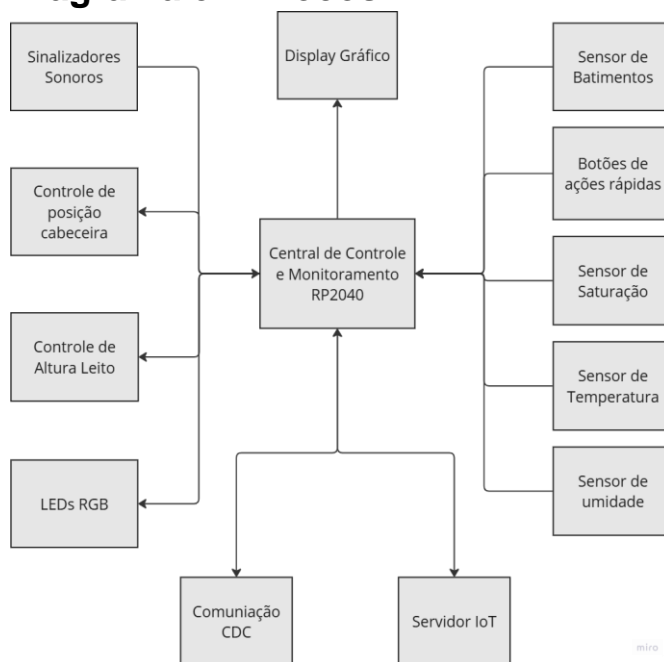 Sinalizadores
Sonoros
Display Gráfico
Sensor de
Batimentos
Controle de
posição
cabeceira
Botões de
ações rápidas
Central de Controle
e Monitoramento
RP2040
Sensor de
Saturação
Controle de
Altura Leito
Sensor de
Temperatura
LEDs RGB
Sensor de
umidade
Comuniação
CDC
Servidor IoT
miro